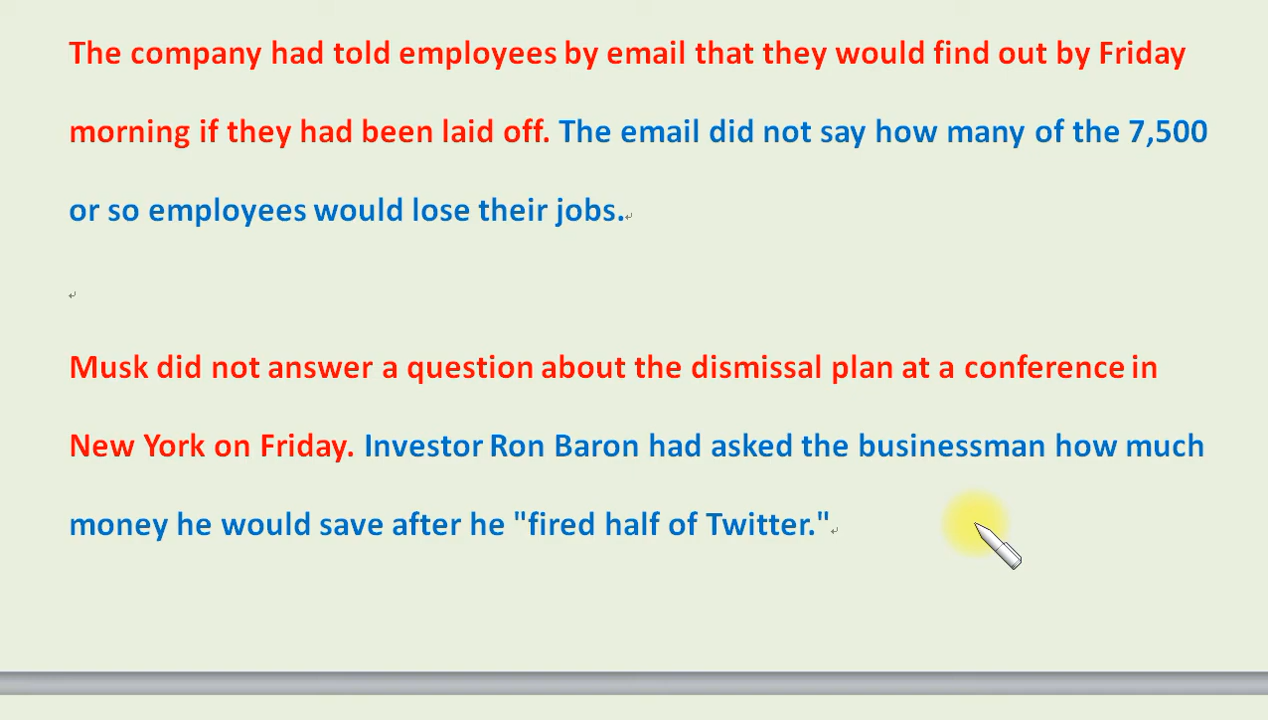 The company had told employees by email that they would find out by Friday
morning if they had been laid off. The email did not say how many of the 7,500
or so employees would lose their jobs.
Musk did not answer a question about the dismissal plan at a conference in
New York on Friday. Investor Ron Baron had asked the businessman how much
money he would save after he "fired half of Twitter."